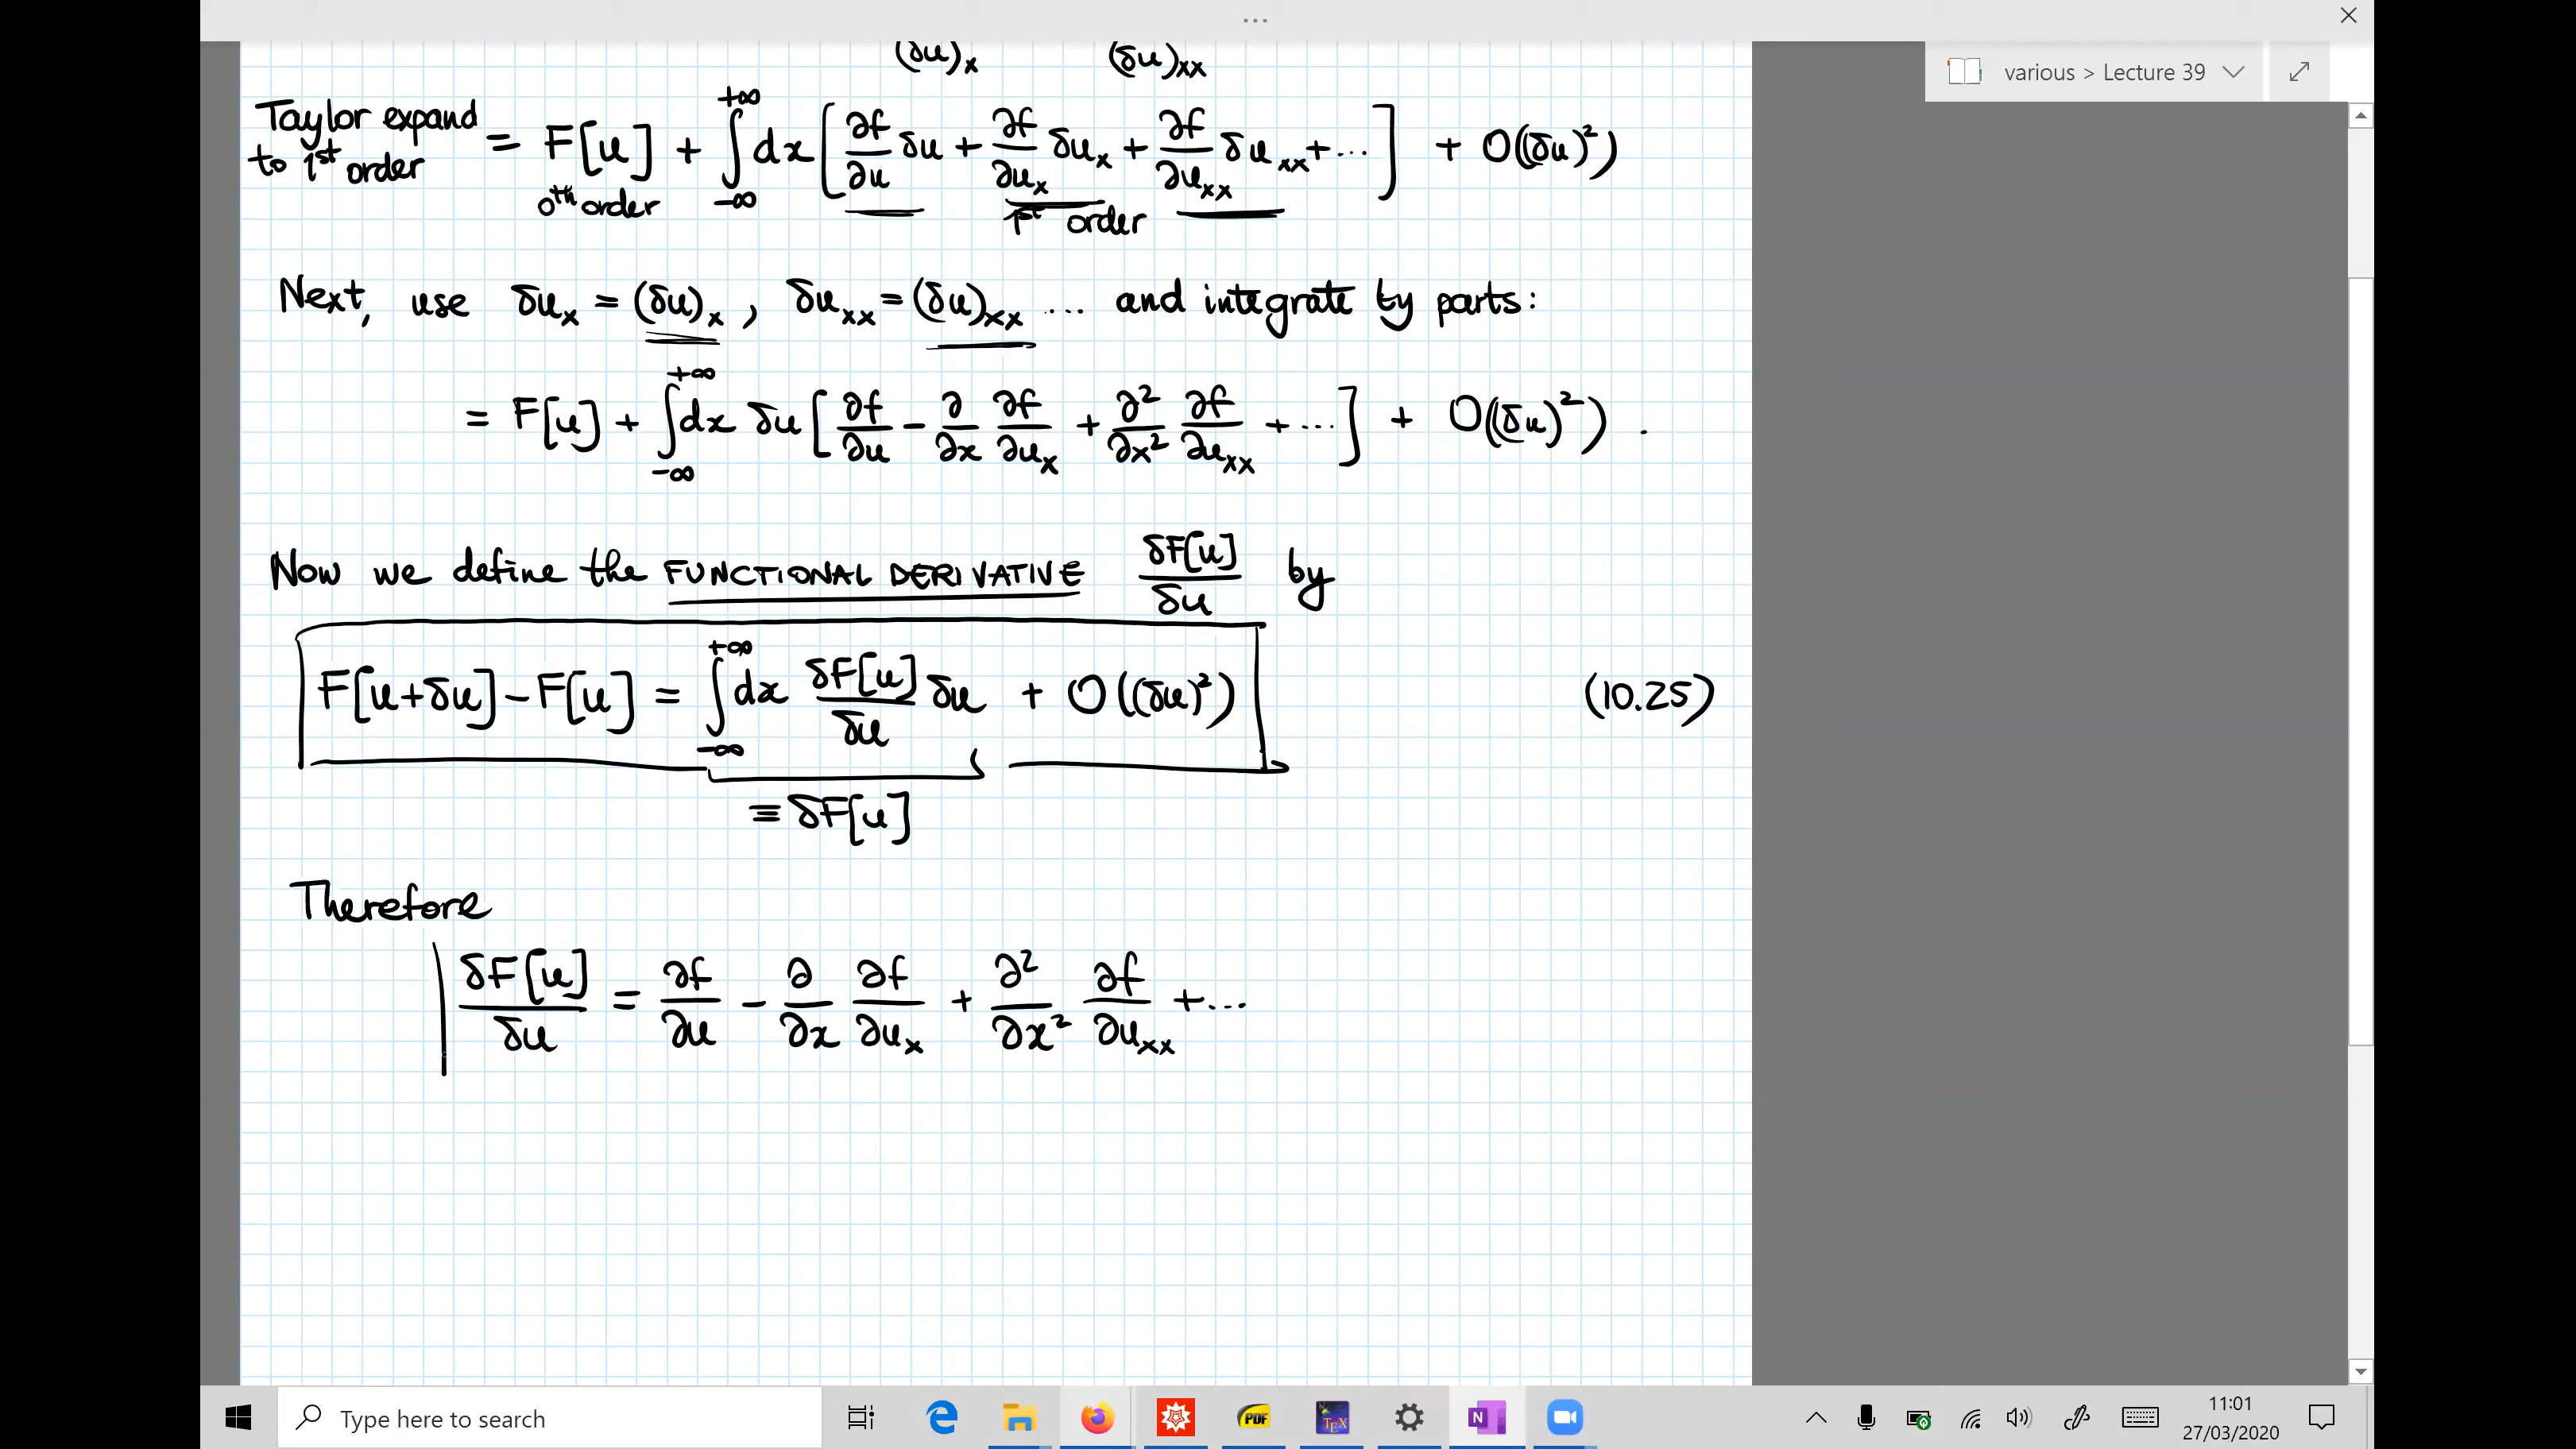 ...
various > Lecture 39
(δu)ₓ (δu)ₓₓ
Taylor expand to 1st order = F[u] + ∫_{-∞}^{+∞} dx [ ∂f/∂u δu + ∂f/∂uₓ δuₓ + ∂f/∂uₓₓ δuₓₓ + ... ] + O((δu)²)
0th order 1st order
Next, use δuₓ = (δu)ₓ , δuₓₓ = (δu)ₓₓ ... and integrate by parts:
= F[u] + ∫_{-∞}^{+∞} dx δu [ ∂f/∂u - ∂/∂x ∂f/∂uₓ + ∂²/∂x² ∂f/∂uₓₓ + ... ] + O((δu)²) .
Now we define the FUNCTIONAL DERIVATIVE δF[u]/δu by
F[u+δu] - F[u] = ∫_{-∞}^{+∞} dx δF[u]/δu δu + O((δu)²) (10.25)
≡ δF[u]
Therefore
δF[u]/δu = ∂f/∂u - ∂/∂x ∂f/∂uₓ + ∂²/∂x² ∂f/∂uₓₓ + ...
Type here to search
PDF
TEX
N
11:01
27/03/2020